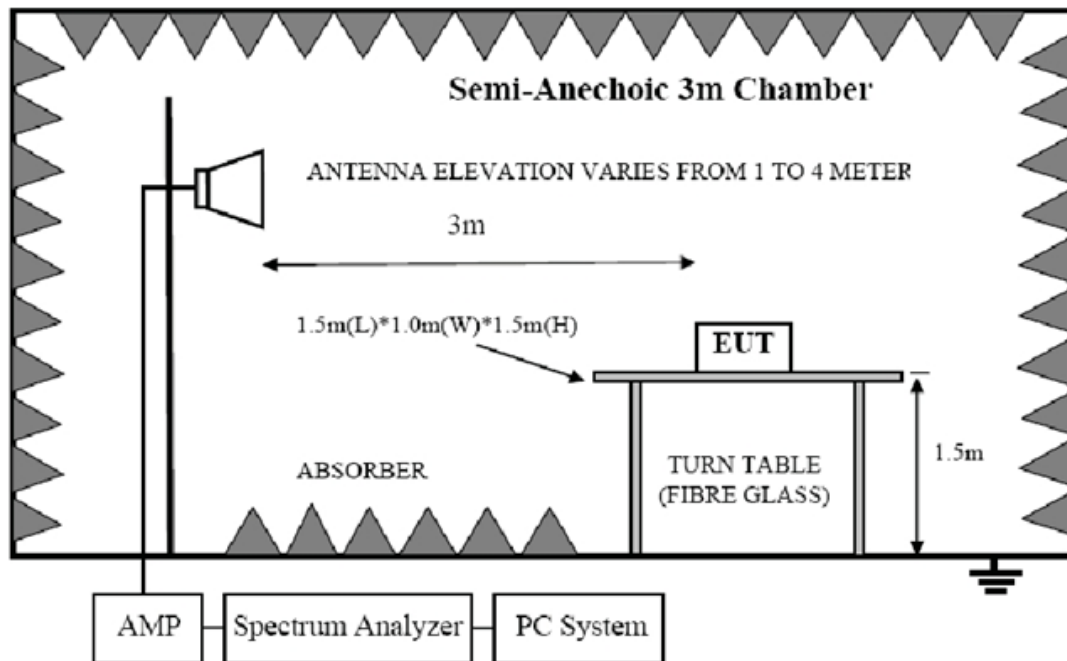 Semi-Anechoic 3m Chamber
ANTENNA ELEVATION VARIES FROM 1 TO 4 METER
3m
1.5m(L)*1.0m(W)*1.5m(H)
EUT
1.5m
ABSORBER
TURN TABLE
(FIBRE GLASS)
AMP
Spectrum Analyzer
PC System